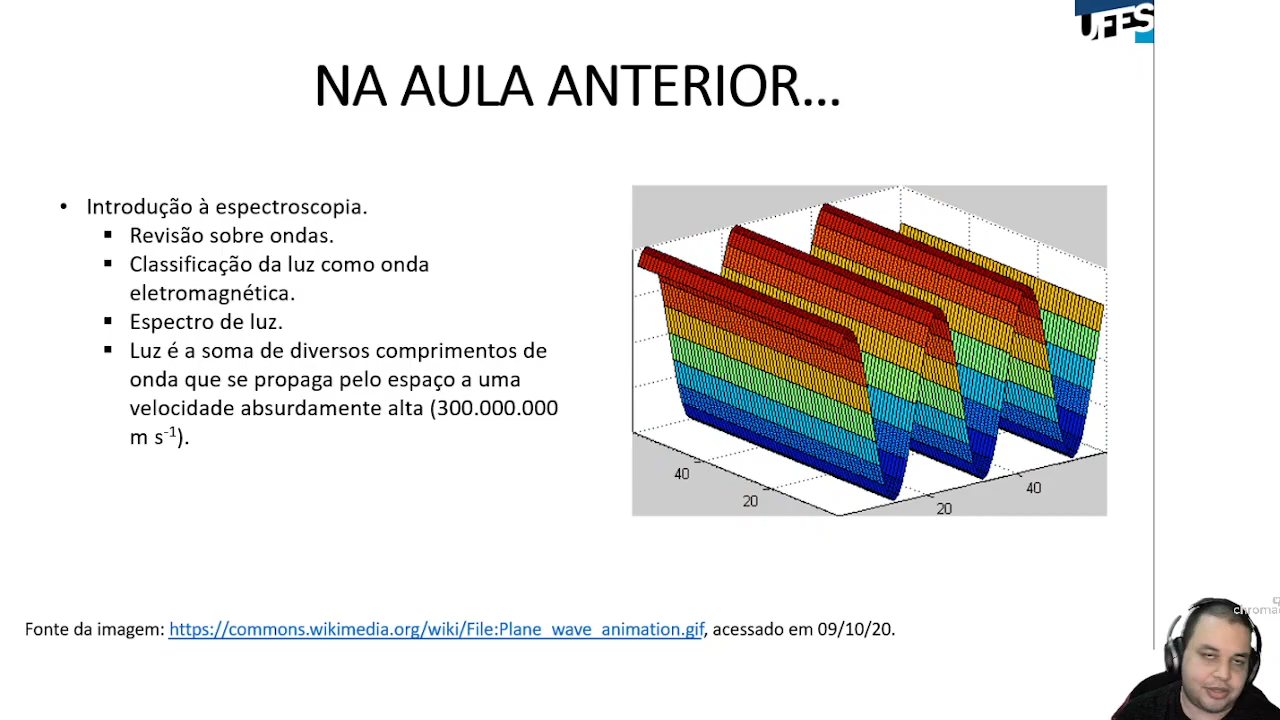 UFES
NA AULA ANTERIOR...
• Introdução à espectroscopia.
▪ Revisão sobre ondas.
▪ Classificação da luz como onda
eletromagnética.
▪ Espectro de luz.
▪ Luz é a soma de diversos comprimentos de
onda que se propaga pelo espaço a uma
velocidade absurdamente alta (300.000.000
m s⁻¹).
40
20
20
40
Fonte da imagem: https://commons.wikimedia.org/wiki/File:Plane_wave_animation.gif, acessado em 09/10/20.